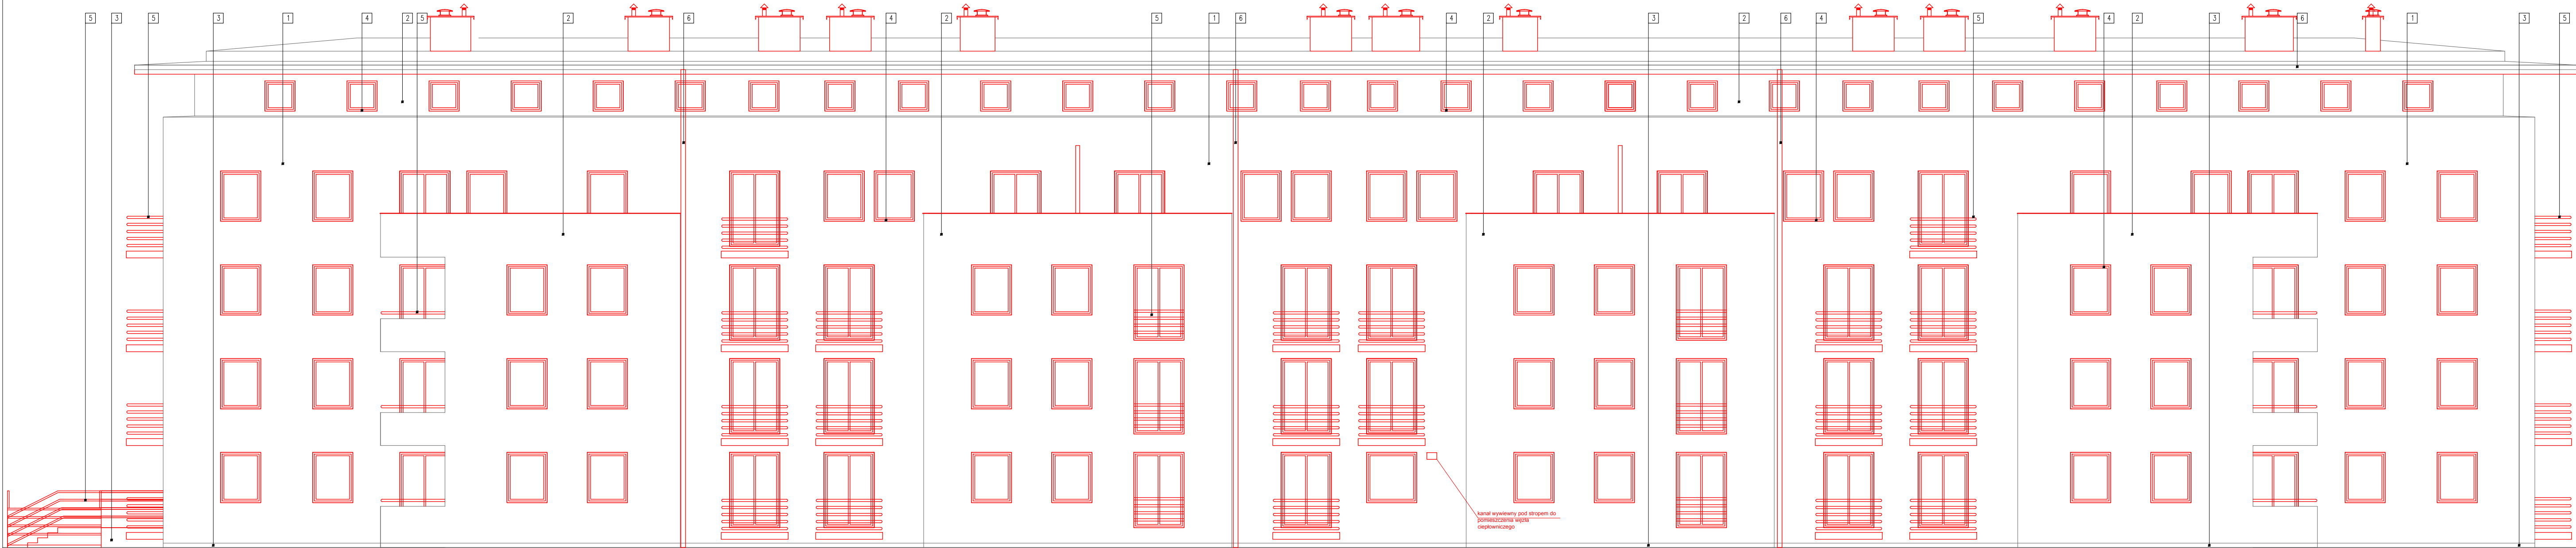 5 3 5 3 1 4 2 5 2 6 4 2 5 1 6 4 2 3 2 6 4 5 4 2 3 6 1 3 5
kanał wywiewny pod stropem do
pomieszczenia węzła
ciepłowniczego